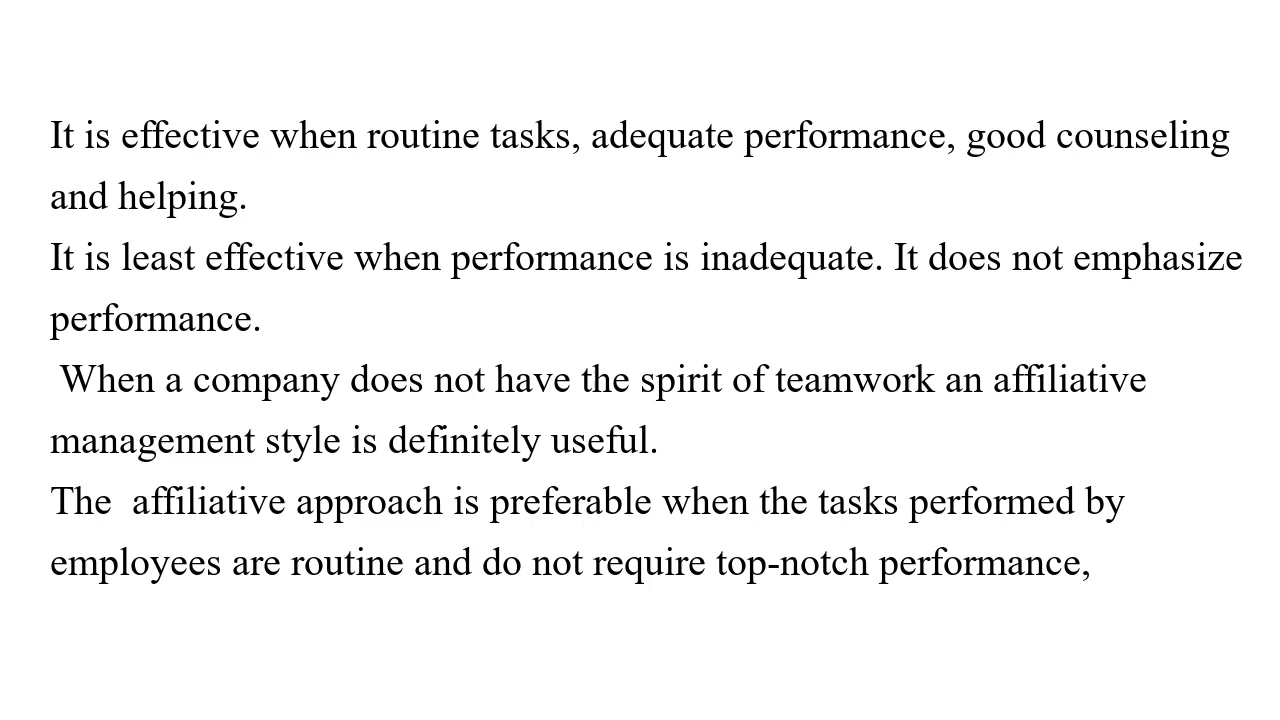 It is effective when routine tasks, adequate performance, good counseling
and helping.
It is least effective when performance is inadequate. It does not emphasize
performance.
When a company does not have the spirit of teamwork an affiliative
management style is definitely useful.
The  affiliative approach is preferable when the tasks performed by
employees are routine and do not require top-notch performance,